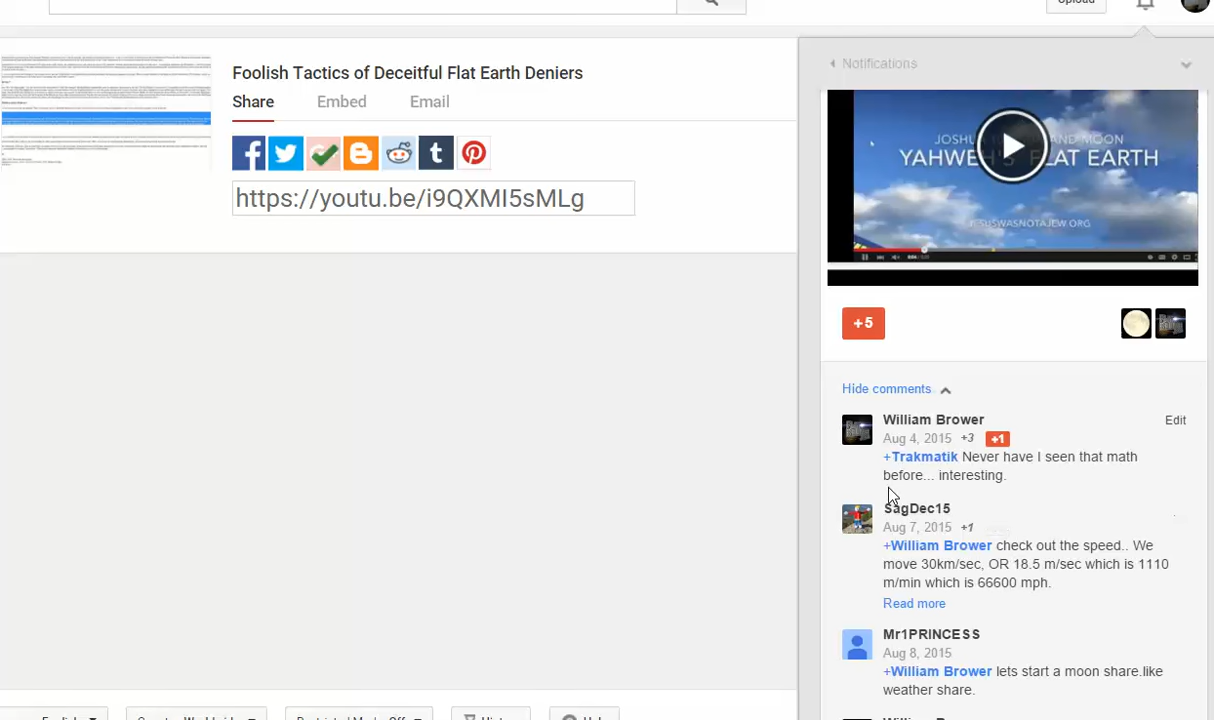 Upload
Notifications
Foolish Tactics of Deceitful Flat Earth Deniers
Share Embed Email
https://youtu.be/i9QXMI5sMLg
YAHWEH'S FLAT EARTH
+5
Hide comments
William Brower
Edit
Aug 4, 2015 +3 +1
+Trakmatik Never have I seen that math
before... interesting.
SagDec15
Aug 7, 2015 +1
+William Brower check out the speed.. We
move 30km/sec, OR 18.5 m/sec which is 1110
m/min which is 66600 mph.
Read more
Mr1PRINCESS
Aug 8, 2015
+William Brower lets start a moon share.like
weather share.